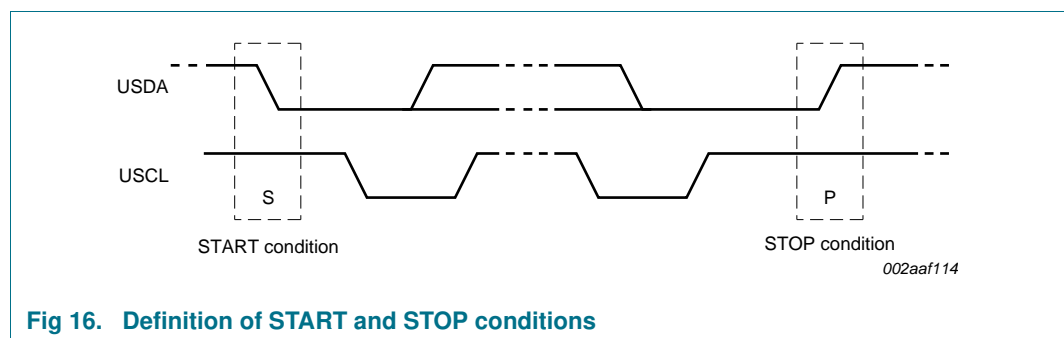 USDA
USCL
S
P
START condition
STOP condition
002aaf114
Fig 16. Definition of START and STOP conditions